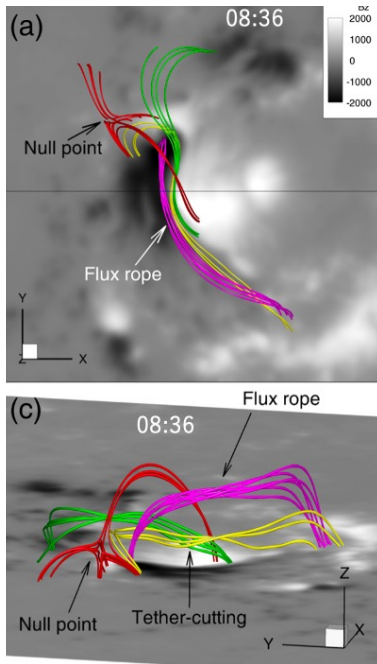 (a)
08:36
Bz
2000
1000
0
-1000
-2000
Null point
Flux rope
Y
Z
X
(c)
08:36
Flux rope
Null point
Tether-cutting
Z
Y
X